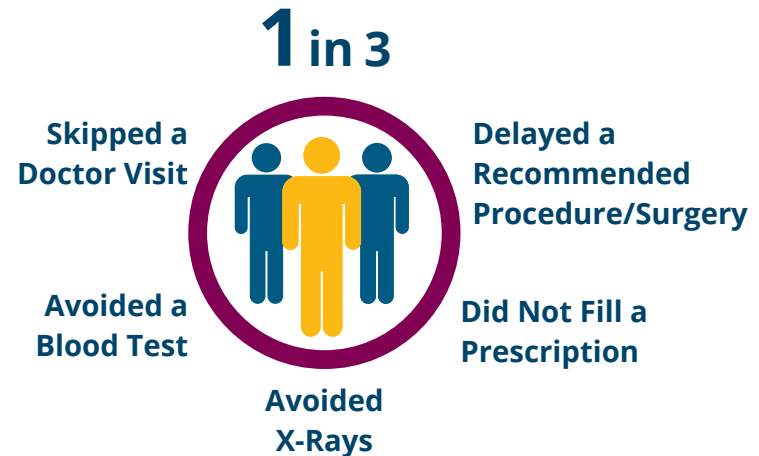 1 in 3
Skipped a
Doctor Visit
Delayed a
Recommended
Procedure/Surgery
Avoided a
Blood Test
Did Not Fill a
Prescription
Avoided
X-Rays